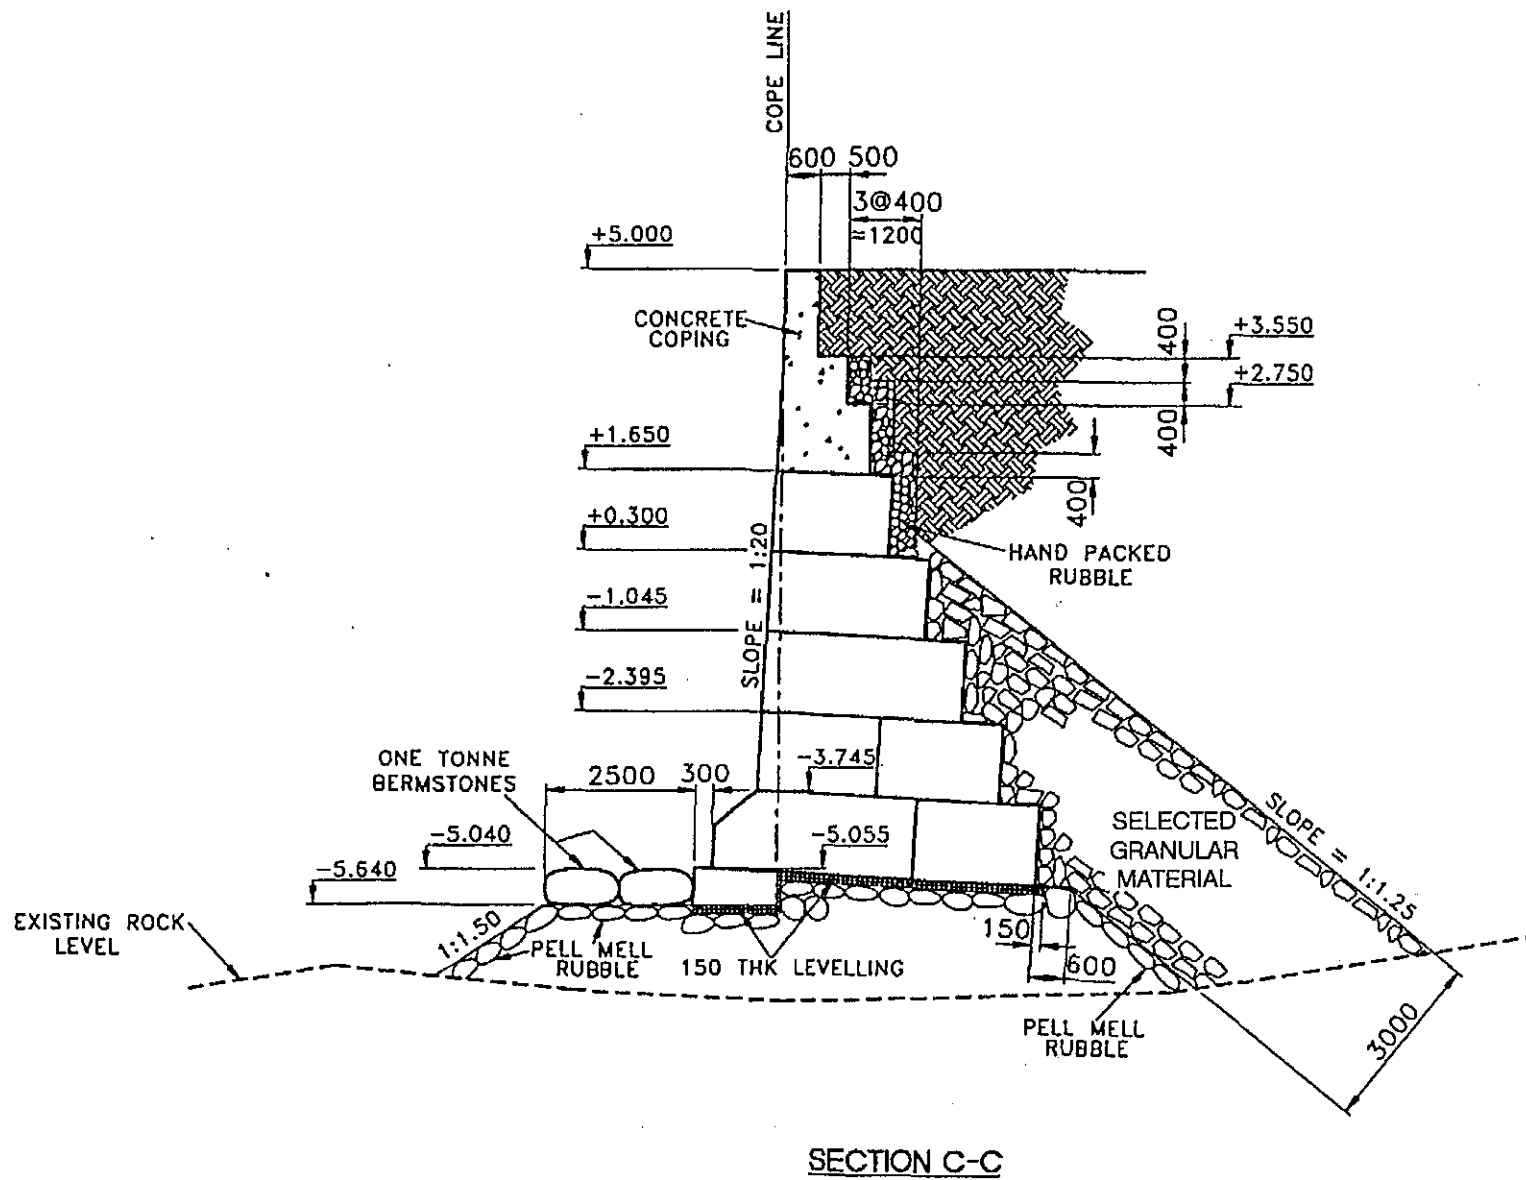 COPE LINE
600 500
3@400
=1200
+5.000
CONCRETE
COPING
400
+3.550
+2.750
400
+1.650
400
+0.300
HAND PACKED
RUBBLE
SLOPE = 1:20
-1.045
-2.395
ONE TONNE
BERMSTONES
2500 300
-3.745
-5.040
-5.055
-5.640
SELECTED
GRANULAR
MATERIAL
SLOPE = 1:1.25
EXISTING ROCK
LEVEL
1:1.50
PELL MELL
RUBBLE
150 THK LEVELLING
150
600
PELL MELL
RUBBLE
3000
SECTION C-C